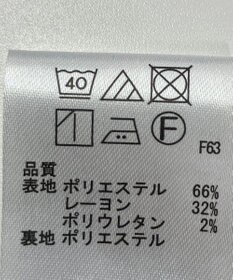 40
F
F63
品質
表地 ポリエステル 66%
レーヨン 32%
ポリウレタン 2%
裏地 ポリエステル